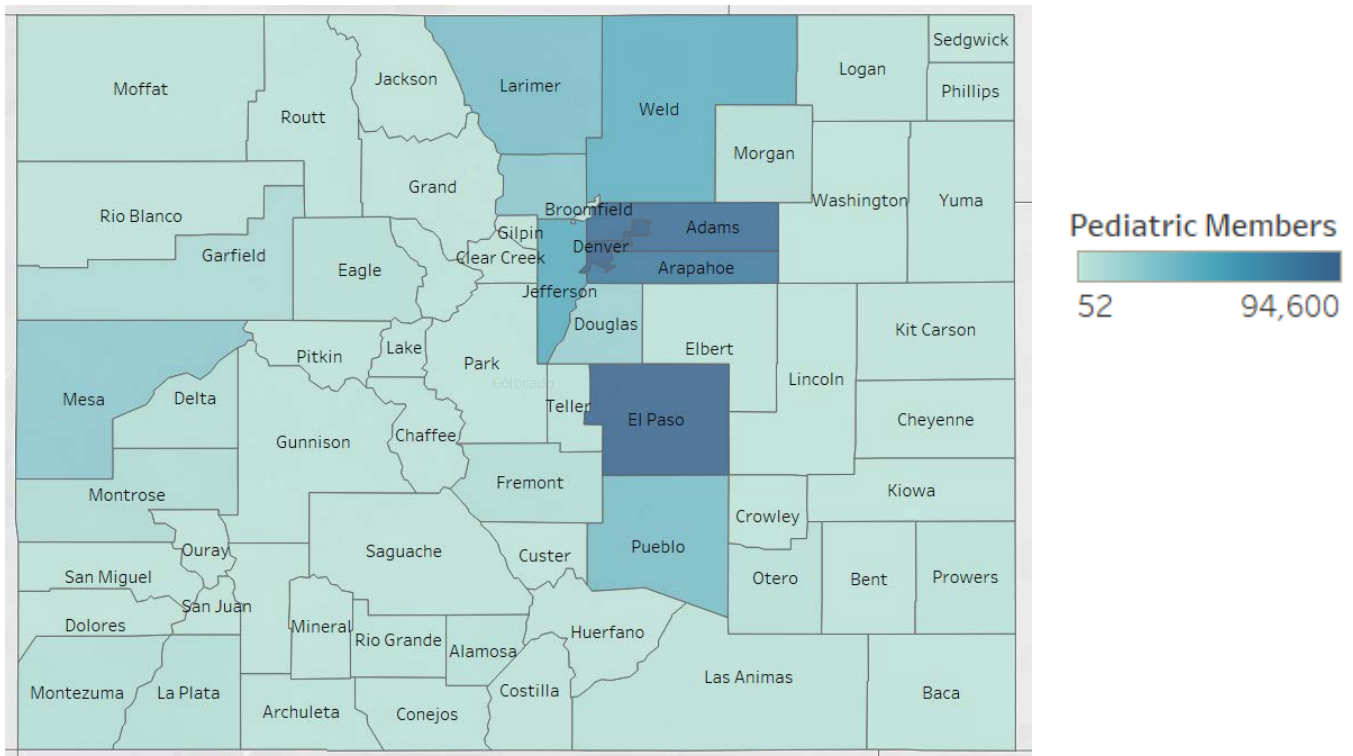 Sedgwick
Logan
Jackson
Larimer
Moffat
Phillips
Weld
Routt
Morgan
Grand
Washington
Yuma
Rio Blanco
Broomfield
Gilpin
Adams
Denver
Garfield
Clear Creek
Arapahoe
Eagle
Jefferson
Douglas
Kit Carson
Lake
Elbert
Pitkin
Park
Lincoln
Colorado
Mesa
Delta
Teller
El Paso
Cheyenne
Chaffee
Gunnison
Fremont
Kiowa
Montrose
Crowley
Pueblo
Ouray
Saguache
Custer
San Miguel
Otero
Bent
Prowers
San Juan
Dolores
Mineral
Huerfano
Rio Grande
Alamosa
Las Animas
Montezuma
La Plata
Costilla
Baca
Archuleta
Conejos
Pediatric Members
52 94,600